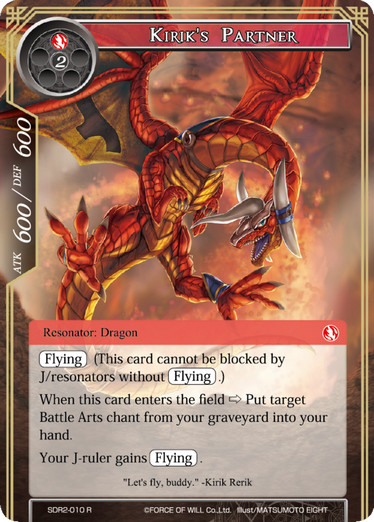 Kirik's Partner
2
ATK 600 / DEF 600
Resonator: Dragon
Flying (This card cannot be blocked by
J/resonators without Flying.)
When this card enters the field ⇨ Put target
Battle Arts chant from your graveyard into your
hand.
Your J-ruler gains Flying.
"Let's fly, buddy." -Kirik Rerik
SDR2-010 R ©FORCE OF WILL Co.,Ltd. Illust/MATSUMOTO EIGHT